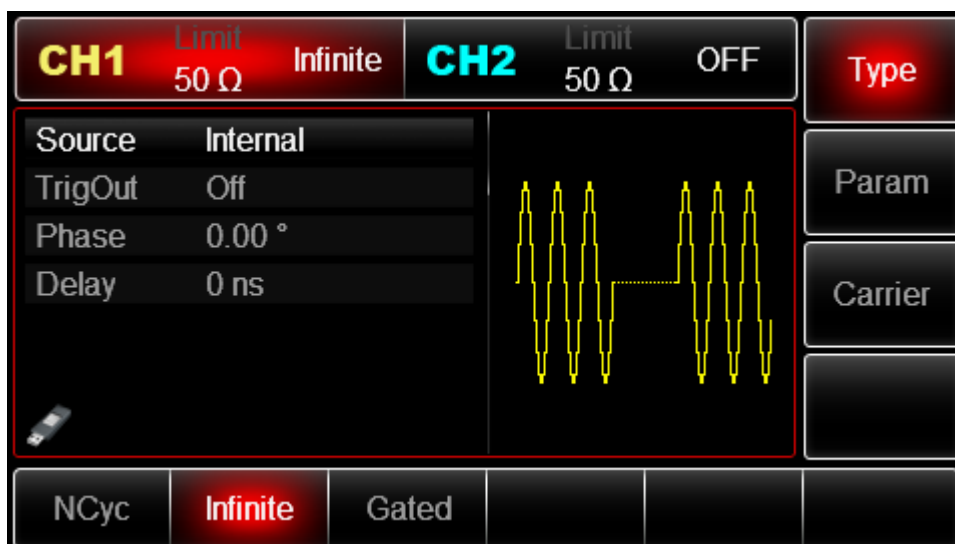 CH1 Limit 50 Ω Infinite CH2 Limit 50 Ω OFF
Type
Source Internal
TrigOut Off
Param
Phase 0.00 °
Delay 0 ns
Carrier
NCyc Infinite Gated